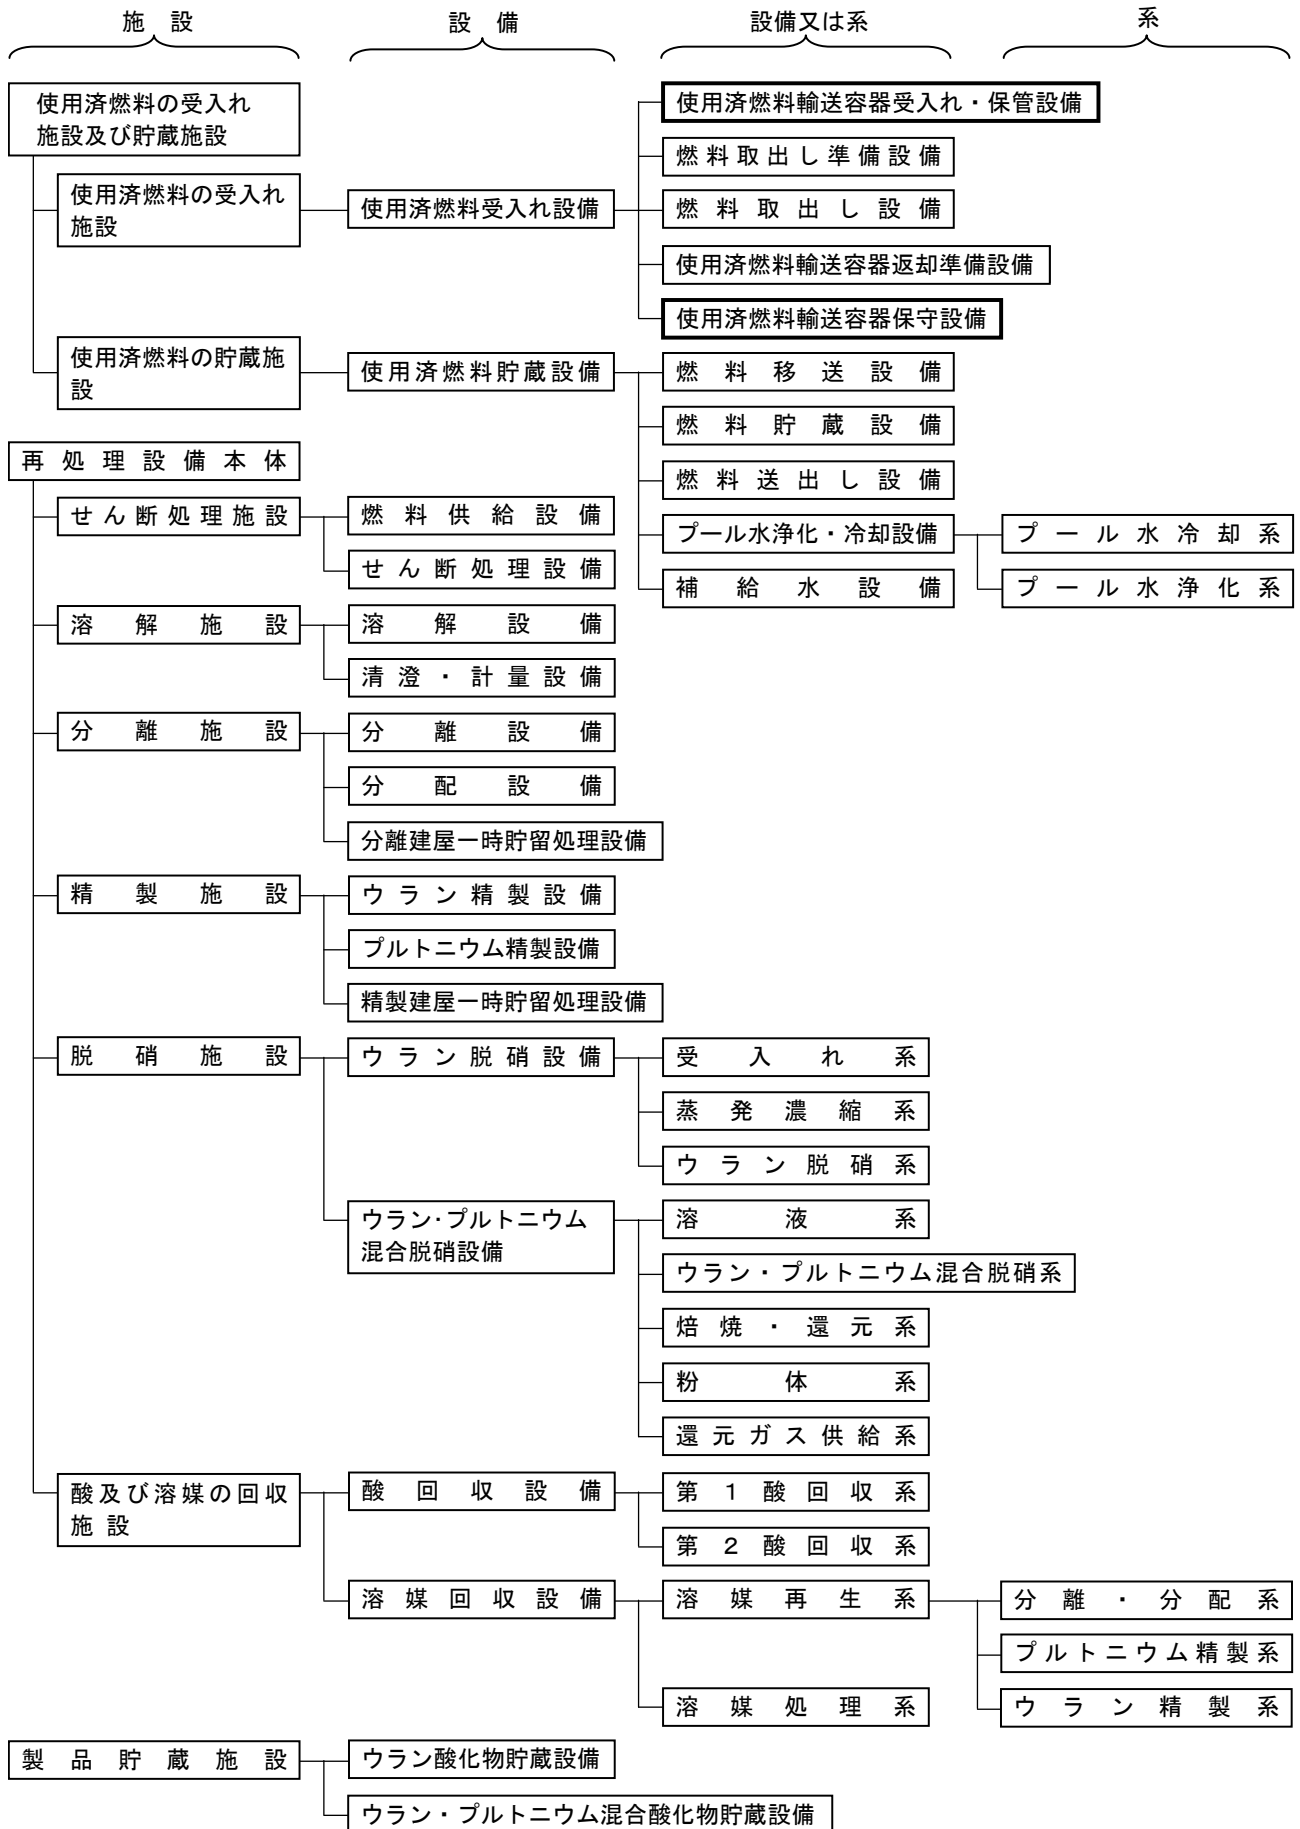 施 設
設 備
設備又は系
系
使用済燃料の受入れ
施設及び貯蔵施設
使用済燃料の受入れ
施設
使用済燃料受入れ設備
使用済燃料輸送容器受入れ・保管設備
燃料取出し準備設備
燃料取出し設備
使用済燃料輸送容器返却準備設備
使用済燃料輸送容器保守設備
使用済燃料の貯蔵施
設
使用済燃料貯蔵設備
燃料移送設備
燃料貯蔵設備
燃料送出し設備
プール水浄化・冷却設備
プール水冷却系
プール水浄化系
補給水設備
再処理設備本体
せん断処理施設
燃料供給設備
せん断処理設備
溶解施設
溶解設備
清澄・計量設備
分離施設
分離設備
分配設備
分離建屋一時貯留処理設備
精製施設
ウラン精製設備
プルトニウム精製設備
精製建屋一時貯留処理設備
脱硝施設
ウラン脱硝設備
受入れ系
蒸発濃縮系
ウラン脱硝系
ウラン・プルトニウム
混合脱硝設備
溶液系
ウラン・プルトニウム混合脱硝系
焙焼・還元系
粉体系
還元ガス供給系
酸及び溶媒の回収
施 設
酸回収設備
第1酸回収系
第2酸回収系
溶媒回収設備
溶媒再生系
分離・分配系
プルトニウム精製系
ウラン精製系
溶媒処理系
製品貯蔵施設
ウラン酸化物貯蔵設備
ウラン・プルトニウム混合酸化物貯蔵設備